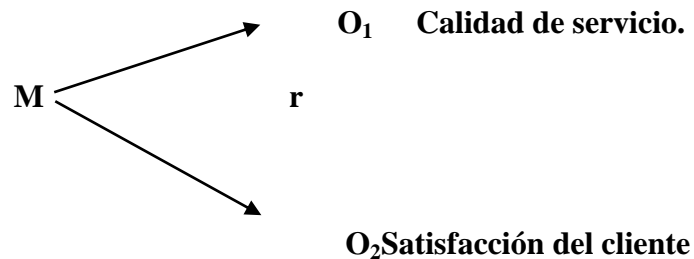 O₁ Calidad de servicio.
M r
O₂Satisfacción del cliente